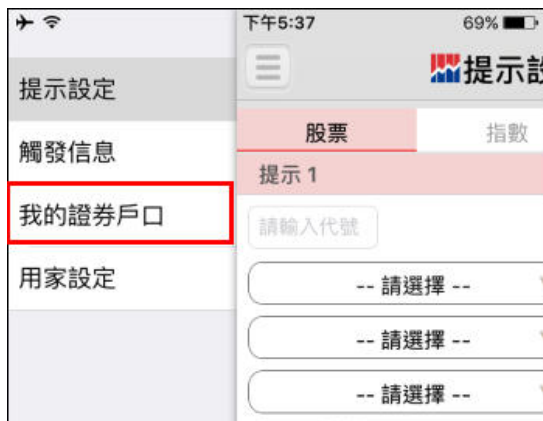 下午5:37
69%
提示設定
觸發信息
我的證券戶口
用家設定
提示設
股票
指數
提示 1
請輸入代號
-- 請選擇 --
-- 請選擇 --
-- 請選擇 --